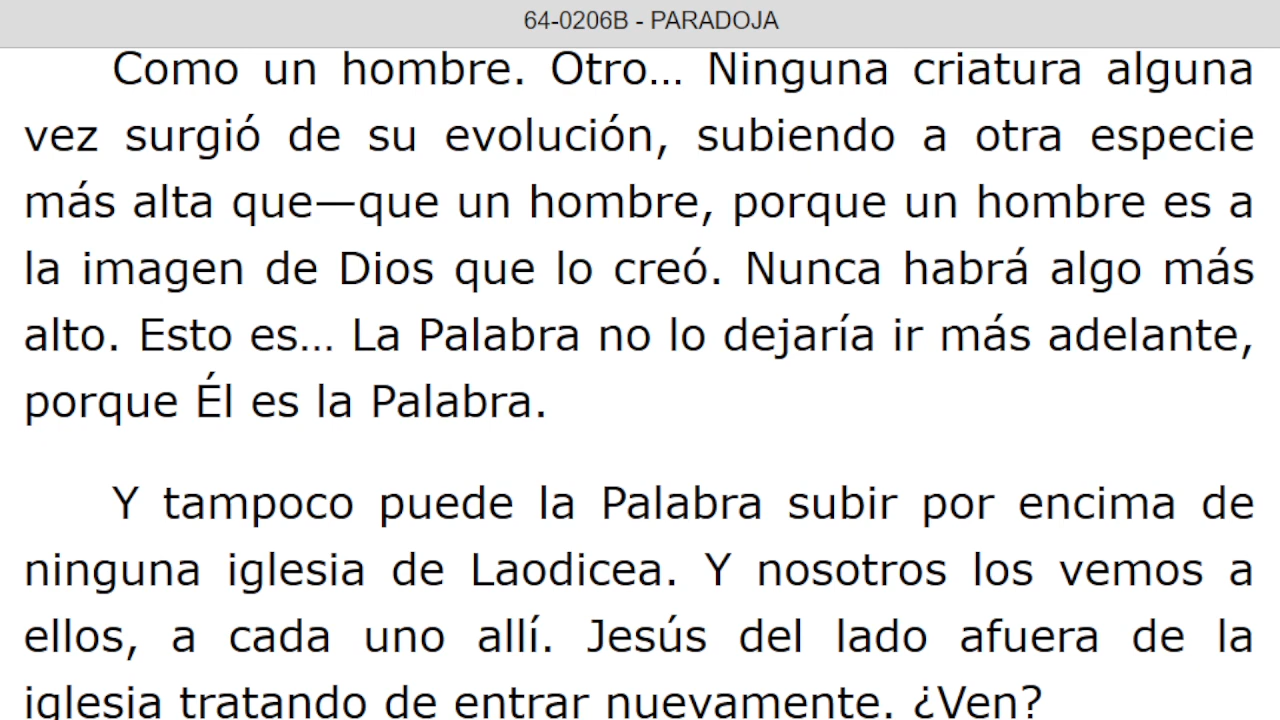 64-0206B - PARADOJA
Como un hombre. Otro… Ninguna criatura alguna
vez surgió de su evolución, subiendo a otra especie
más alta que—que un hombre, porque un hombre es a
la imagen de Dios que lo creó. Nunca habrá algo más
alto. Esto es… La Palabra no lo dejaría ir más adelante,
porque Él es la Palabra.
Y tampoco puede la Palabra subir por encima de
ninguna iglesia de Laodicea. Y nosotros los vemos a
ellos, a cada uno allí. Jesús del lado afuera de la
iglesia tratando de entrar nuevamente. ¿Ven?